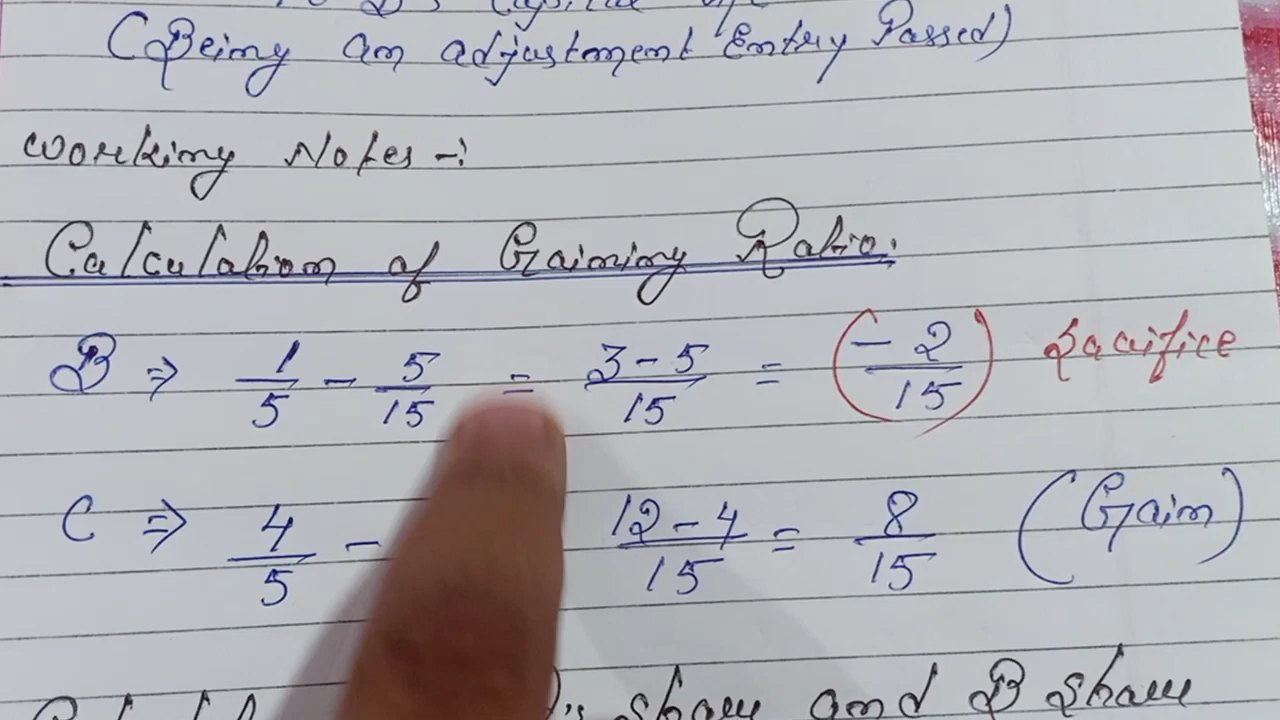 (Being an adjustment Entry Passed)
Working Notes -:
Calculation of Gaining Ratio.
B ⇒ 1/5 - 5/15 = 3-5/15 = (-2/15) Sacrifice
C ⇒ 4/5 - 12-4/15 = 8/15 (Gain)
share and B share